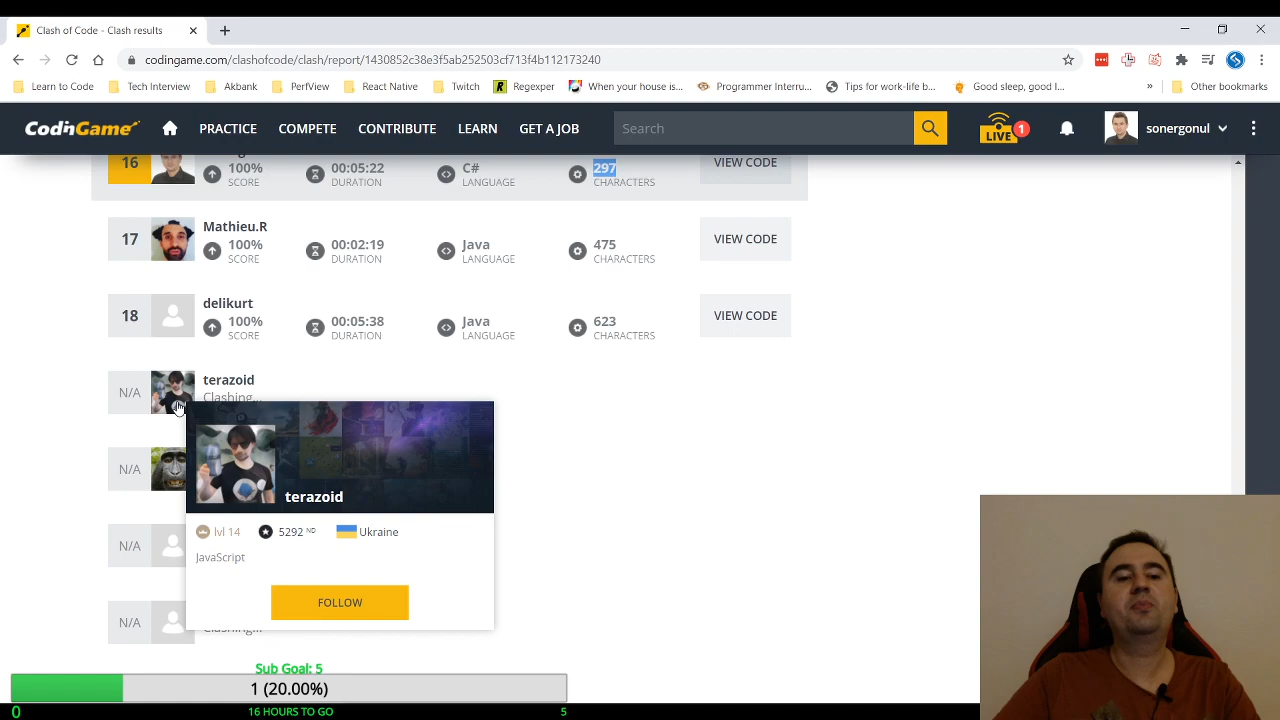 Clash of Code - Clash results
codingame.com/clashofcode/clash/report/1430852c38c3f5ab252503cf713f4b112173240
Learn to Code Tech Interview Akbank PerfView React Native Twitch Regexper When your house is... Programmer Interru... Tips for work-life b... Good sleep, good l... » Other bookmarks
CodinGame PRACTICE COMPETE CONTRIBUTE LEARN GET A JOB Search LIVE 1 sonergonul
16 100% 00:05:22 C# 297 VIEW CODE
SCORE DURATION LANGUAGE CHARACTERS
Mathieu.R
17 100% 00:02:19 Java 475 VIEW CODE
SCORE DURATION LANGUAGE CHARACTERS
delikurt
18 100% 00:05:38 Java 623 VIEW CODE
SCORE DURATION LANGUAGE CHARACTERS
terazoid
N/A Clashing...
terazoid
N/A
lvl 14 5292 ND Ukraine
N/A
JavaScript
FOLLOW
N/A Clashing...
Sub Goal: 5
1 (20.00%)
0 16 HOURS TO GO 5